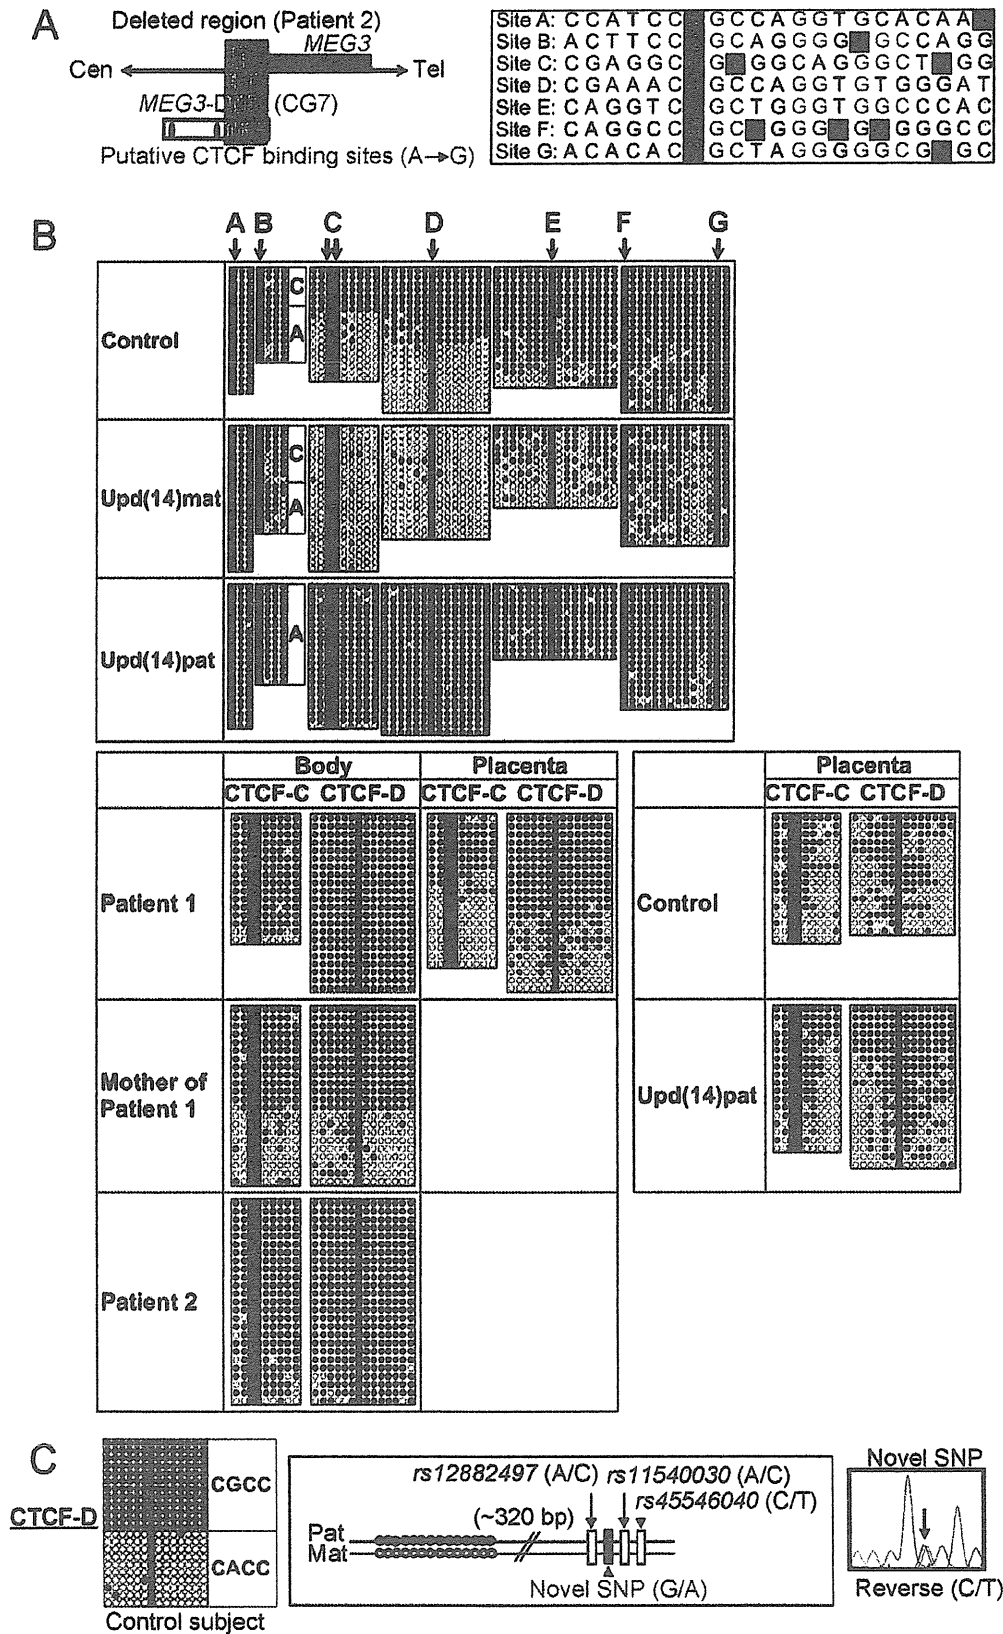 A
Deleted region (Patient 2)
MEG3
Cen
Tel
MEG3-D (CG7)
Putative CTCF binding sites (A→G)
Site A: C C A T C C G C C A G G T G C A C A A
Site B: A C T T C C G C A G G G G G C C A G G
Site C: C G A G G C G G G C A G G G C T G G
Site D: C G A A A C G C C A G G T G T G G G A T
Site E: C A G G T C G C T G G G T G G C C C A C
Site F: C A G G C C G C G G G G G G C C
Site G: A C A C A C G C T A G G G G G C G G C
B
A B C D E F G
Control
C
A
Upd(14)mat
C
A
Upd(14)pat
A
Body Placenta
CTCF-C CTCF-D CTCF-C CTCF-D
Patient 1
Mother of
Patient 1
Patient 2
Placenta
CTCF-C CTCF-D
Control
Upd(14)pat
C
CTCF-D
CGCC
CACC
Control subject
rs12882497 (A/C) rs11540030 (A/C)
rs45546040 (C/T)
(~320 bp)
Pat
Mat
Novel SNP (G/A)
Novel SNP
Reverse (C/T)